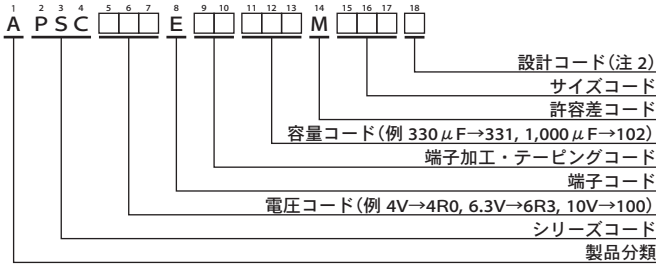 1 2 3 4 5 6 7 8 9 10 11 12 13 14 15 16 17 18
A P S C □□□ E □□ □□□ M □□□ □
設計コード(注 2)
サイズコード
許容差コード
容量コード(例 330μF→331, 1,000μF→102)
端子加工・テーピングコード
端子コード
電圧コード(例 4V→4R0, 6.3V→6R3, 10V→100)
シリーズコード
製品分類